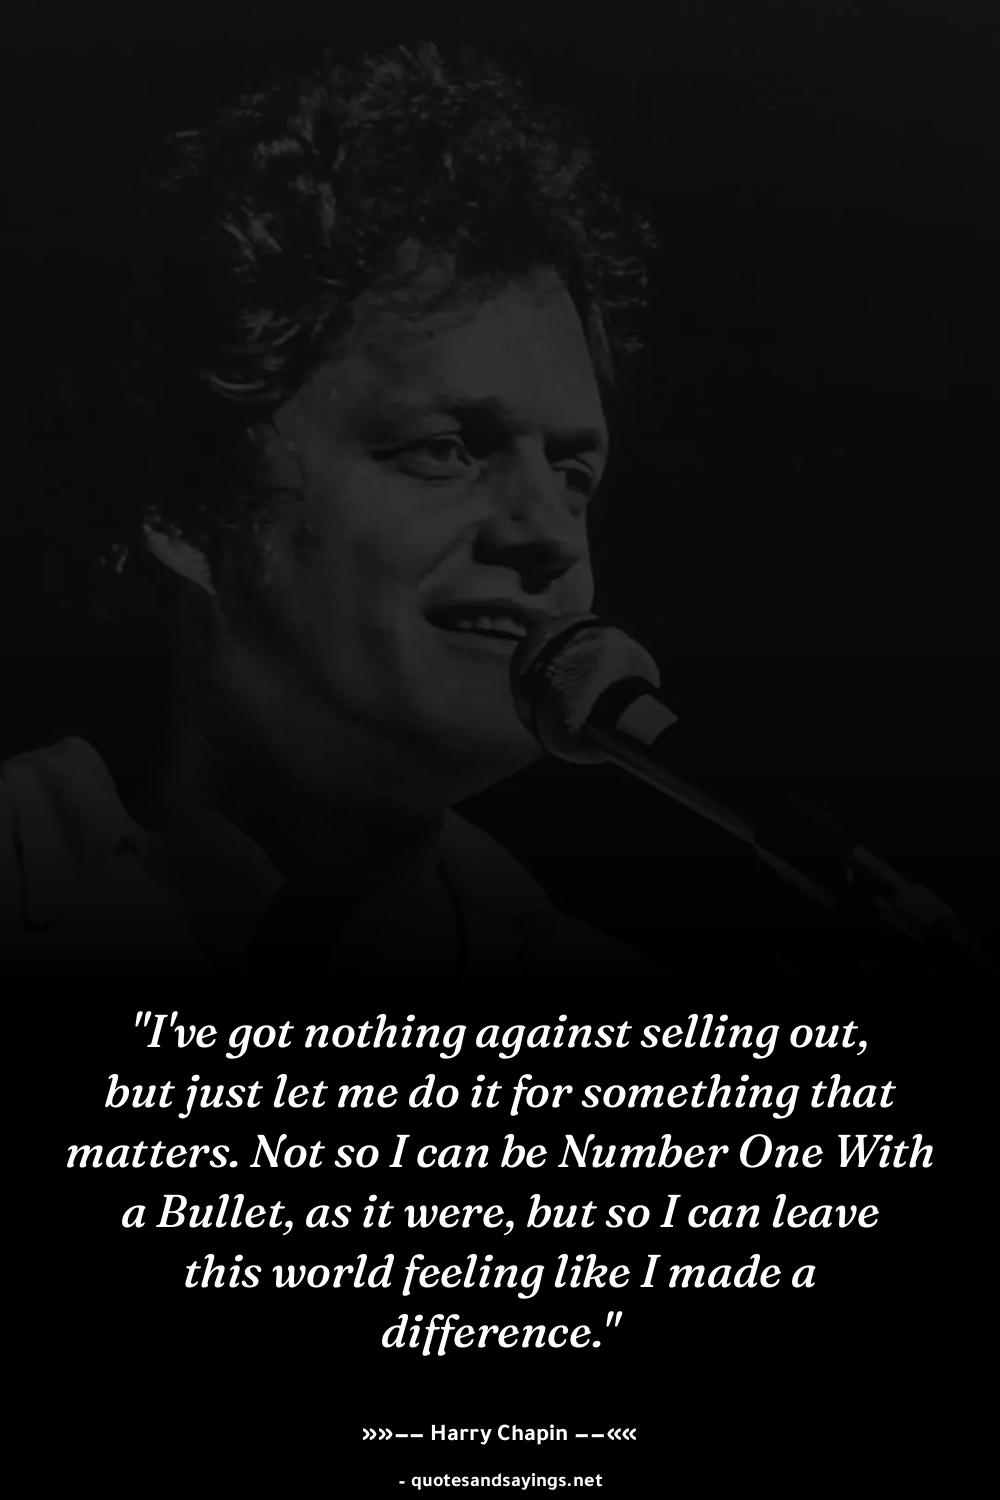 "I've got nothing against selling out,
but just let me do it for something that
matters. Not so I can be Number One With
a Bullet, as it were, but so I can leave
this world feeling like I made a
difference."
»»–– Harry Chapin ––««
- quotesandsayings.net